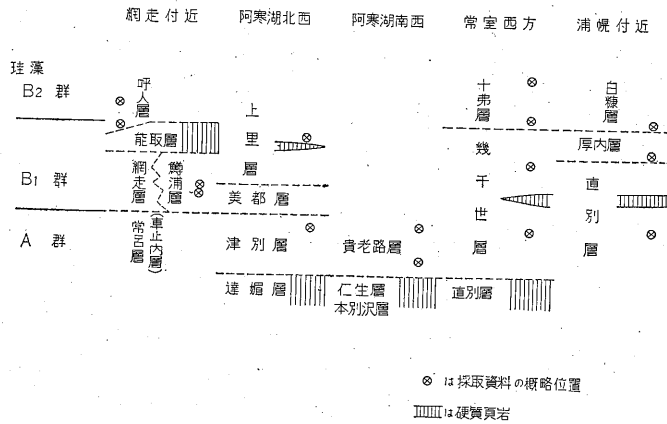 網走付近
阿寒湖北西
阿寒湖南西
常室西方
浦幌付近
珪藻
B2 群
呼人層
上里層
十弗層
白糠層
能取層
厚内層
B1 群
網走層
鱒浦層
美都層
幾千世層
直別層
A 群
常呂層
(車止内層)
津別層
貴老路層
達媚層
仁生層
本別沢層
直別層
⊗ は採取資料の概略位置
は硬質頁岩